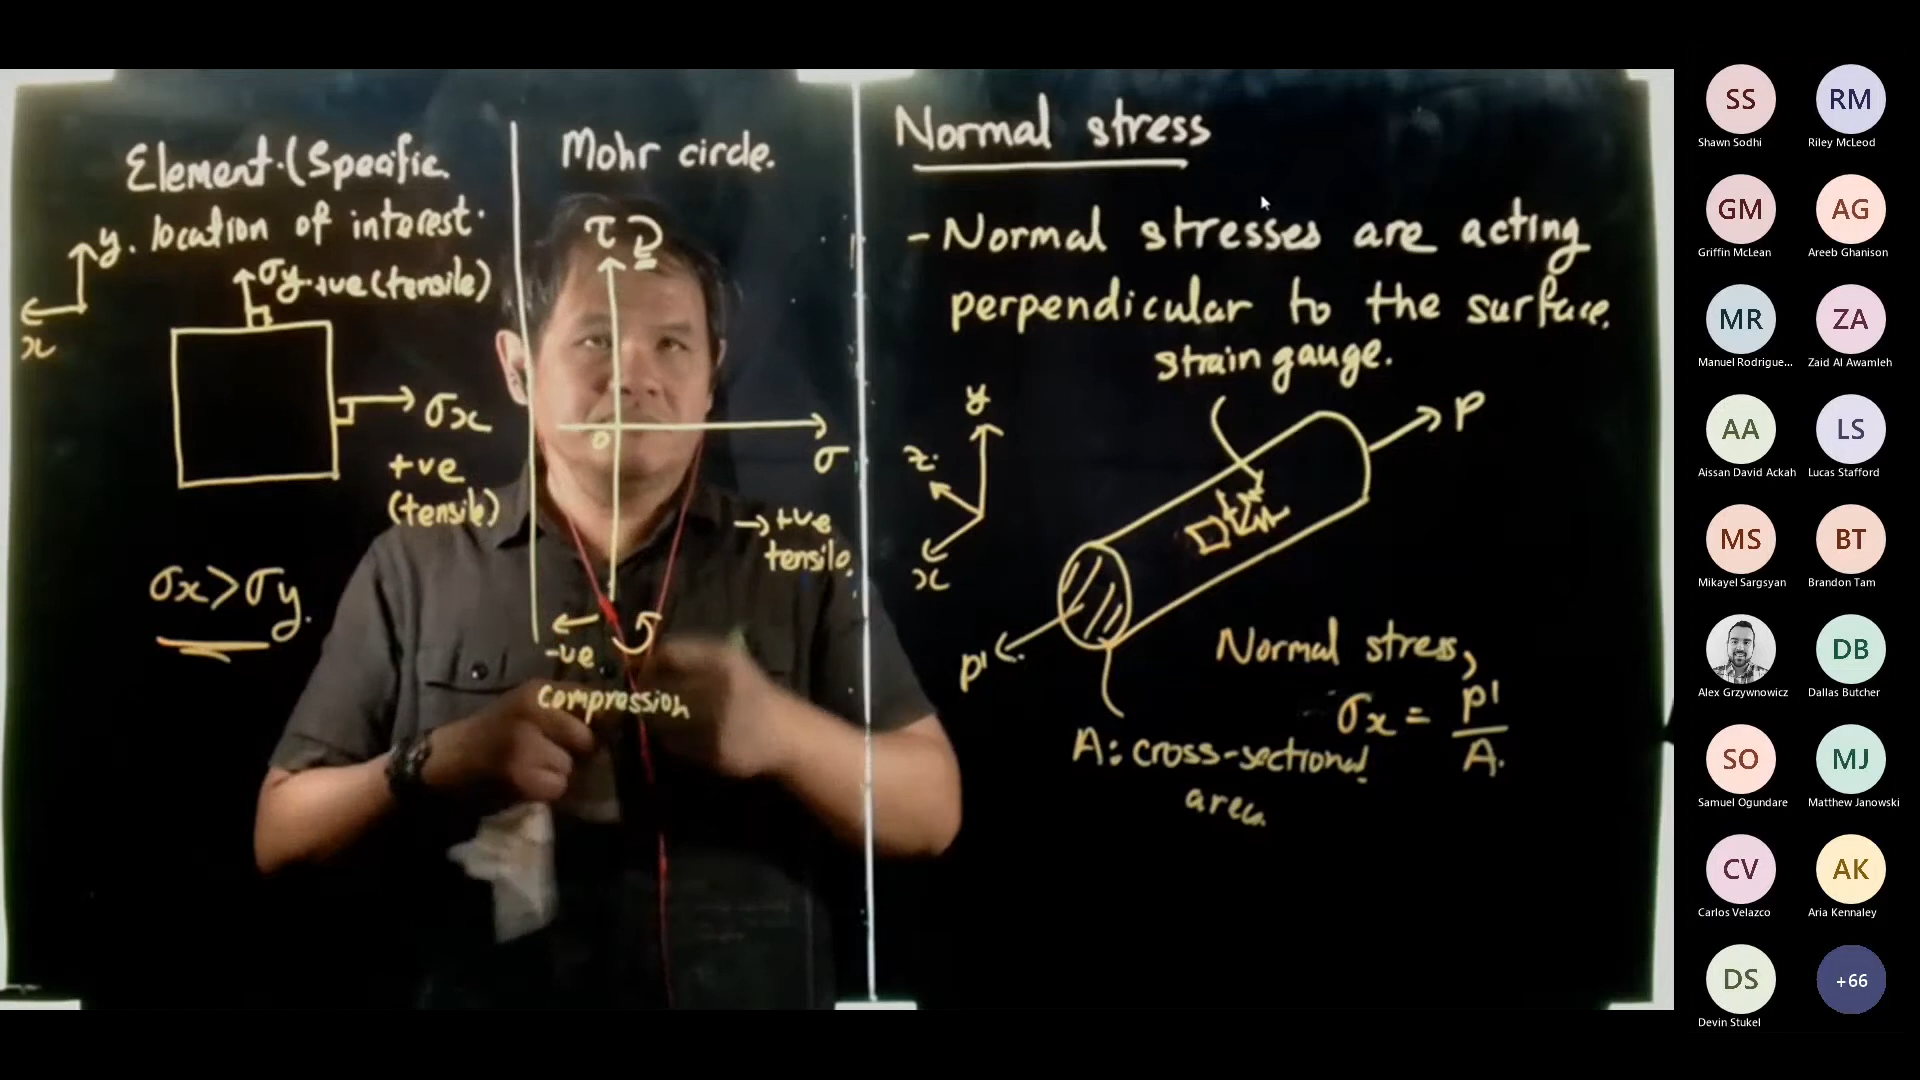 Element.(Specific.
location of interest.
y.
x
σy +ve (tensile)
σx
+ve
(tensile)
σx > σy.
Mohr circle.
τ
0
σ
→ +ve
tensile.
-ve.
compression
Normal stress
- Normal stresses are acting
perpendicular to the surface.
strain gauge.
y
z.
x
P
P'
Normal stress,
σx = P'/A.
A: cross-sectional
area.
SS
Shawn Sodhi
RM
Riley McLeod
GM
Griffin McLean
AG
Areeb Ghanison
MR
Manuel Rodrigue...
ZA
Zaid Al Awamleh
AA
Aissan David Ackah
LS
Lucas Stafford
MS
Mikayel Sargsyan
BT
Brandon Tam
Alex Grzywnowicz
DB
Dallas Butcher
SO
Samuel Ogundare
MJ
Matthew Janowski
CV
Carlos Velazco
AK
Aria Kennaley
DS
Devin Stukel
+66